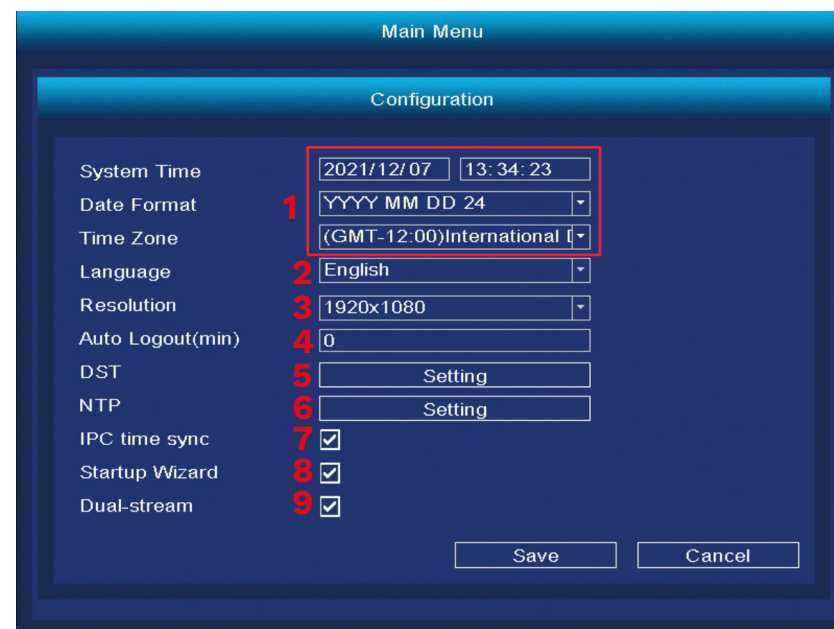 Main Menu
Configuration
System Time 2021/12/07 13:34:23
1 Date Format YYYY MM DD 24
Time Zone (GMT-12:00)International
Language 2 English
Resolution 3 1920x1080
Auto Logout(min) 4 0
DST 5 Setting
NTP 6 Setting
IPC time sync 7
Startup Wizard 8
Dual-stream 9
Save Cancel